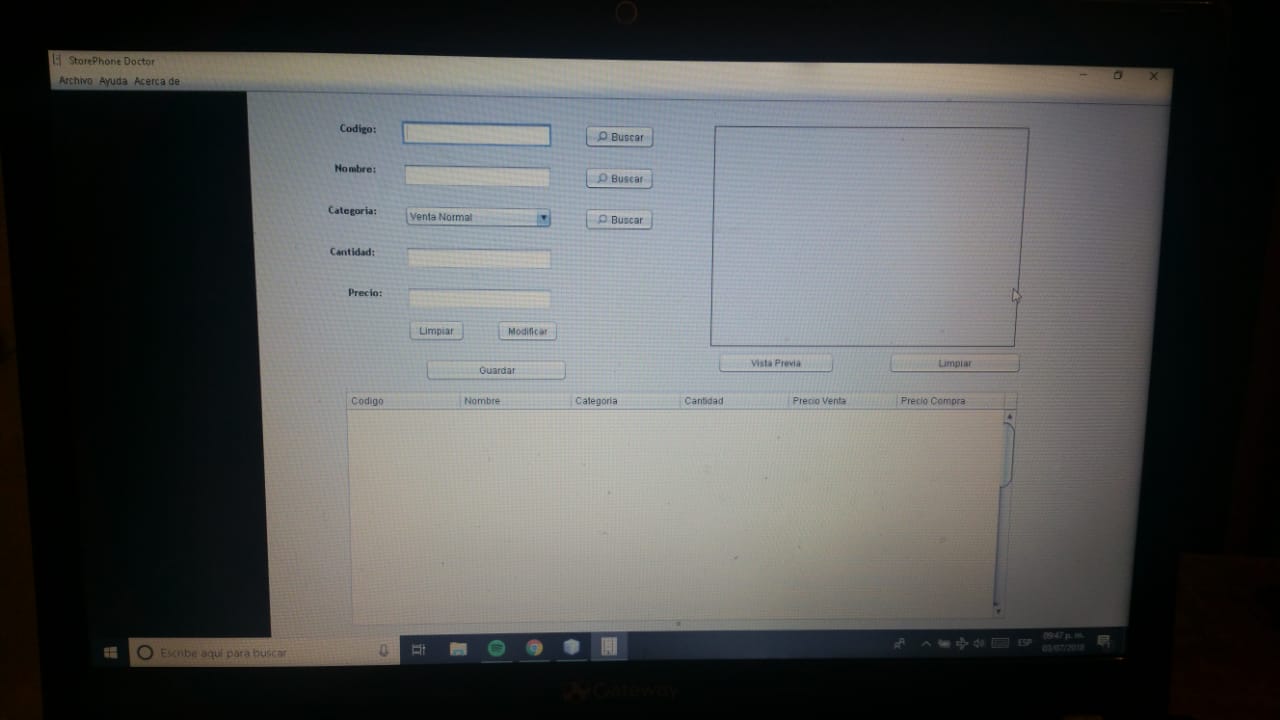 StorePhone Doctor
Archivo Ayuda Acerca de
Codigo:
Buscar
Nombre:
Buscar
Categoria:
Venta Normal
Buscar
Cantidad:
Precio:
Limpiar
Modificar
Guardar
Vista Previa
Limpiar
Codigo Nombre Categoria Cantidad Precio Venta Precio Compra
Escribe aquí para buscar
ESP
09:47 p. m.
03/07/2018
Gateway